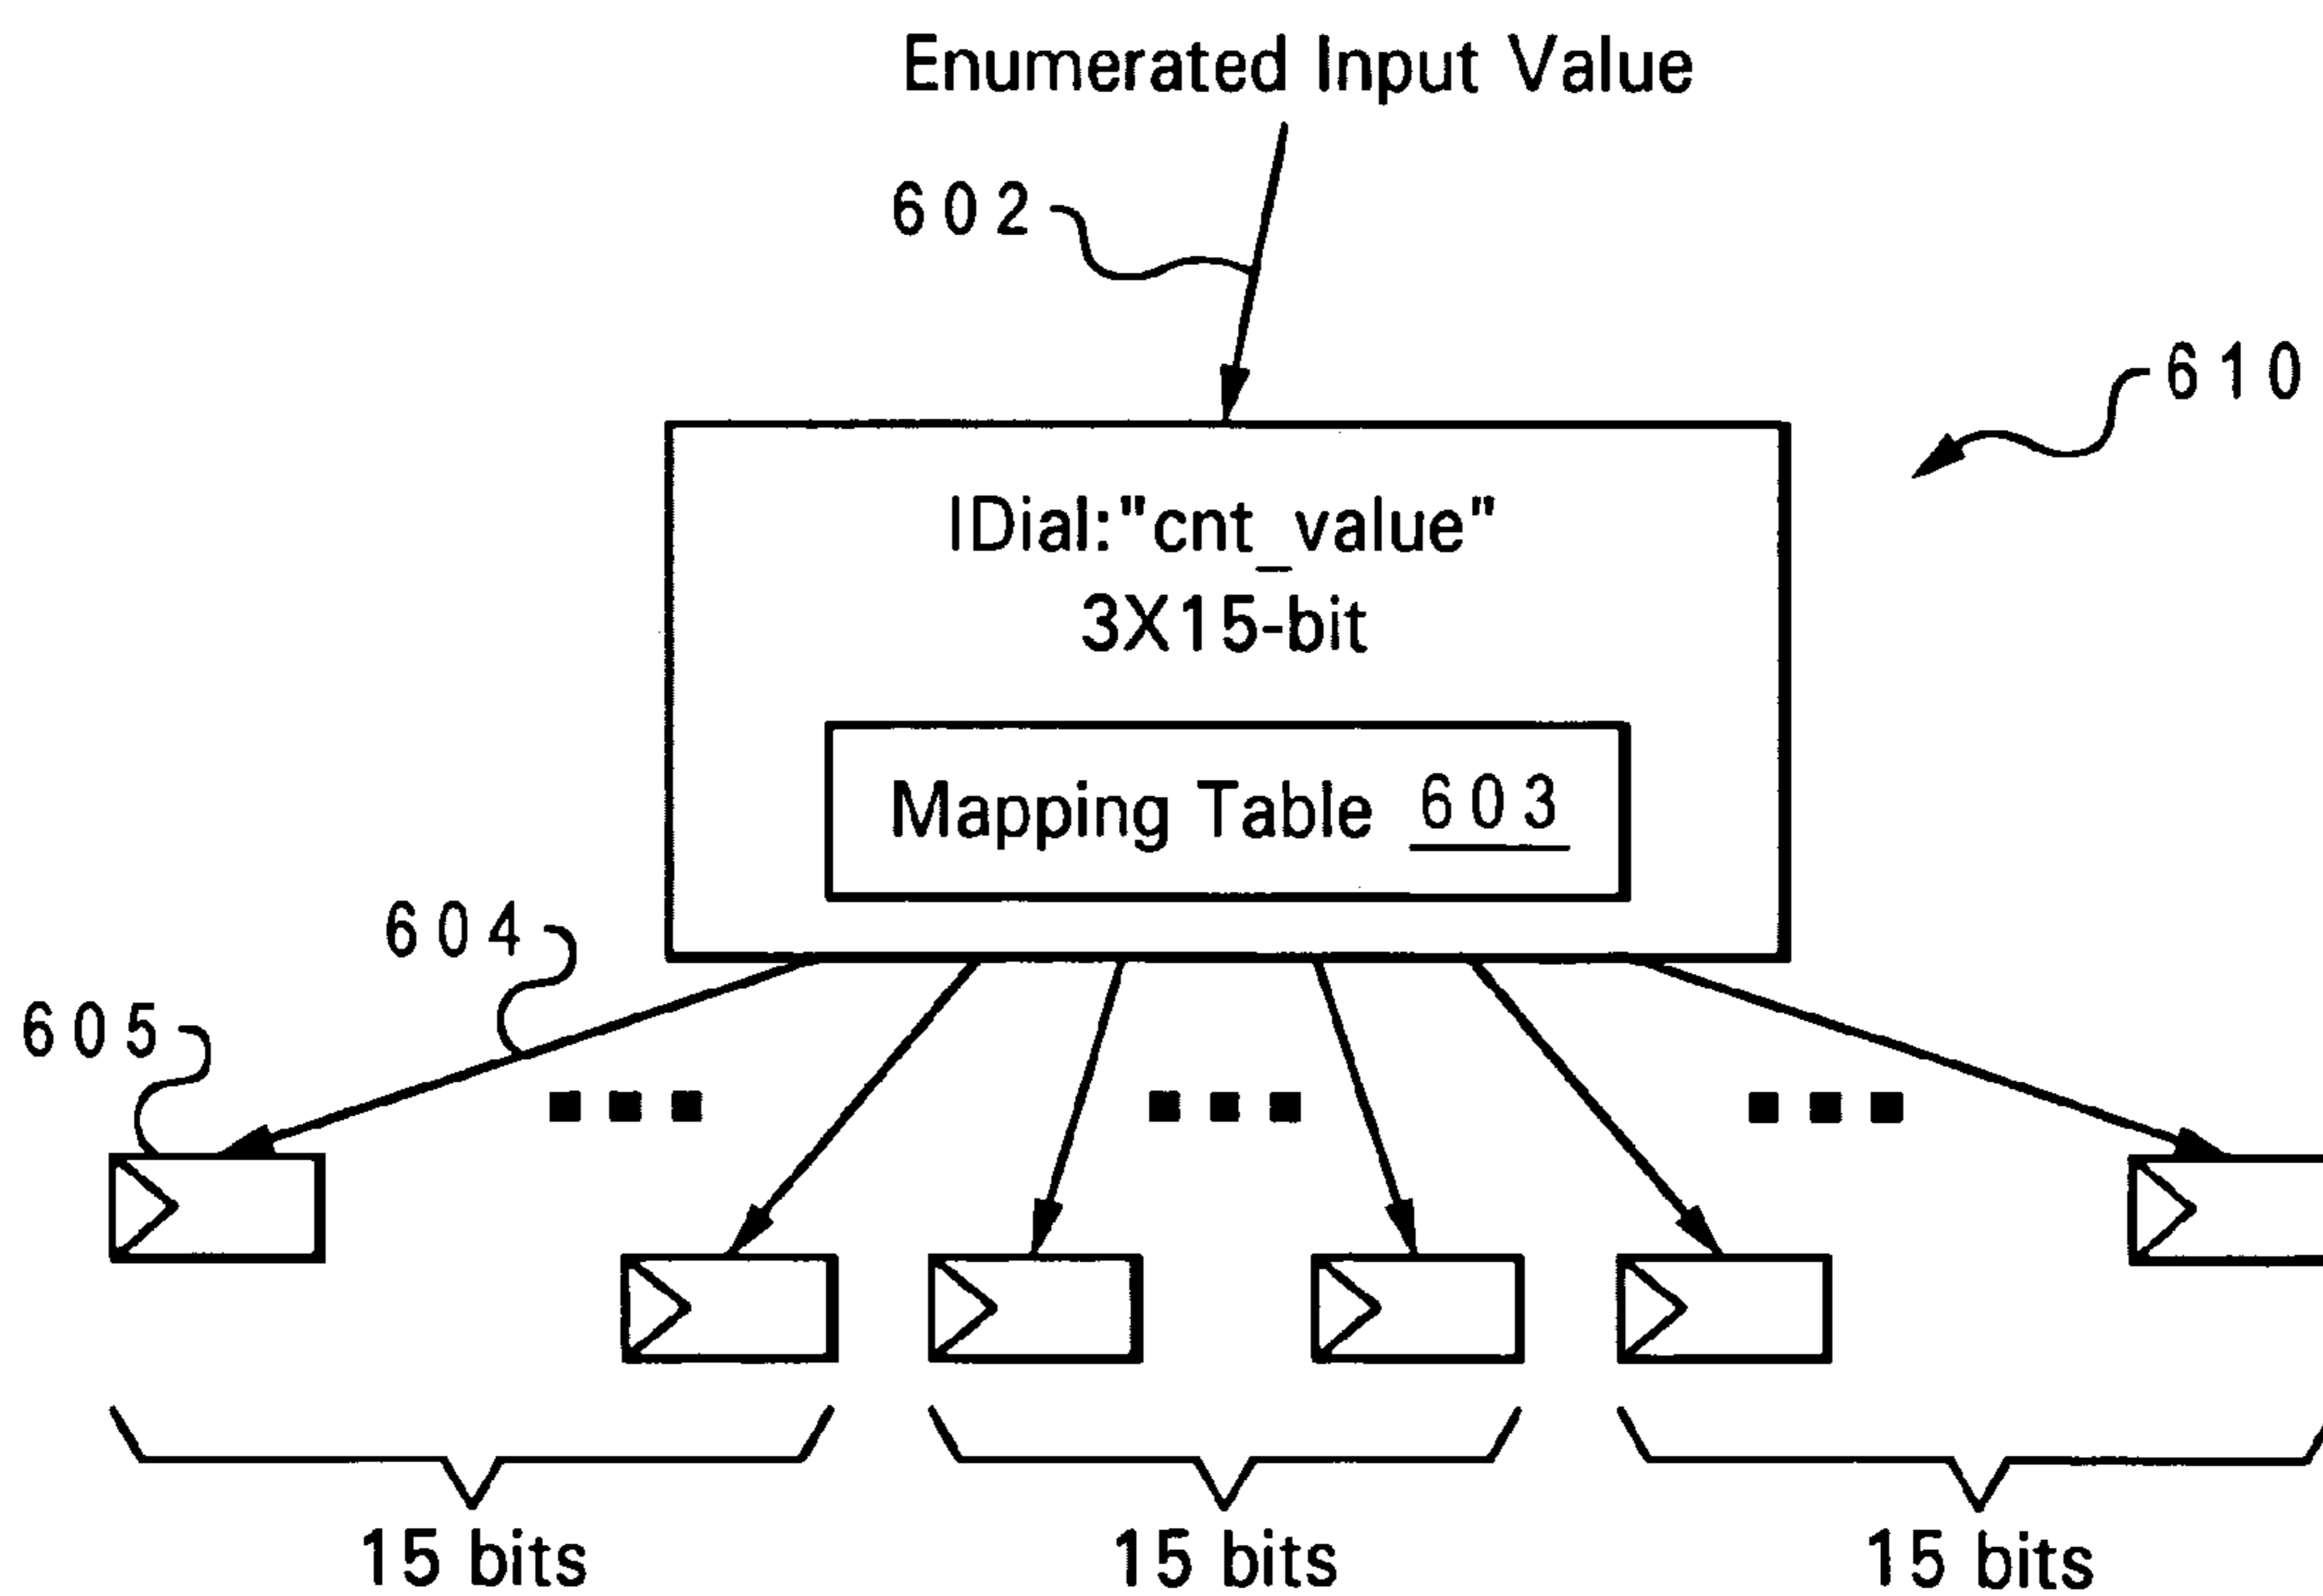 Enumerated Input Value
602
610
IDial:"cnt_value"
3X15-bit
Mapping Table 603
604
605
15 bits 15 bits 15 bits